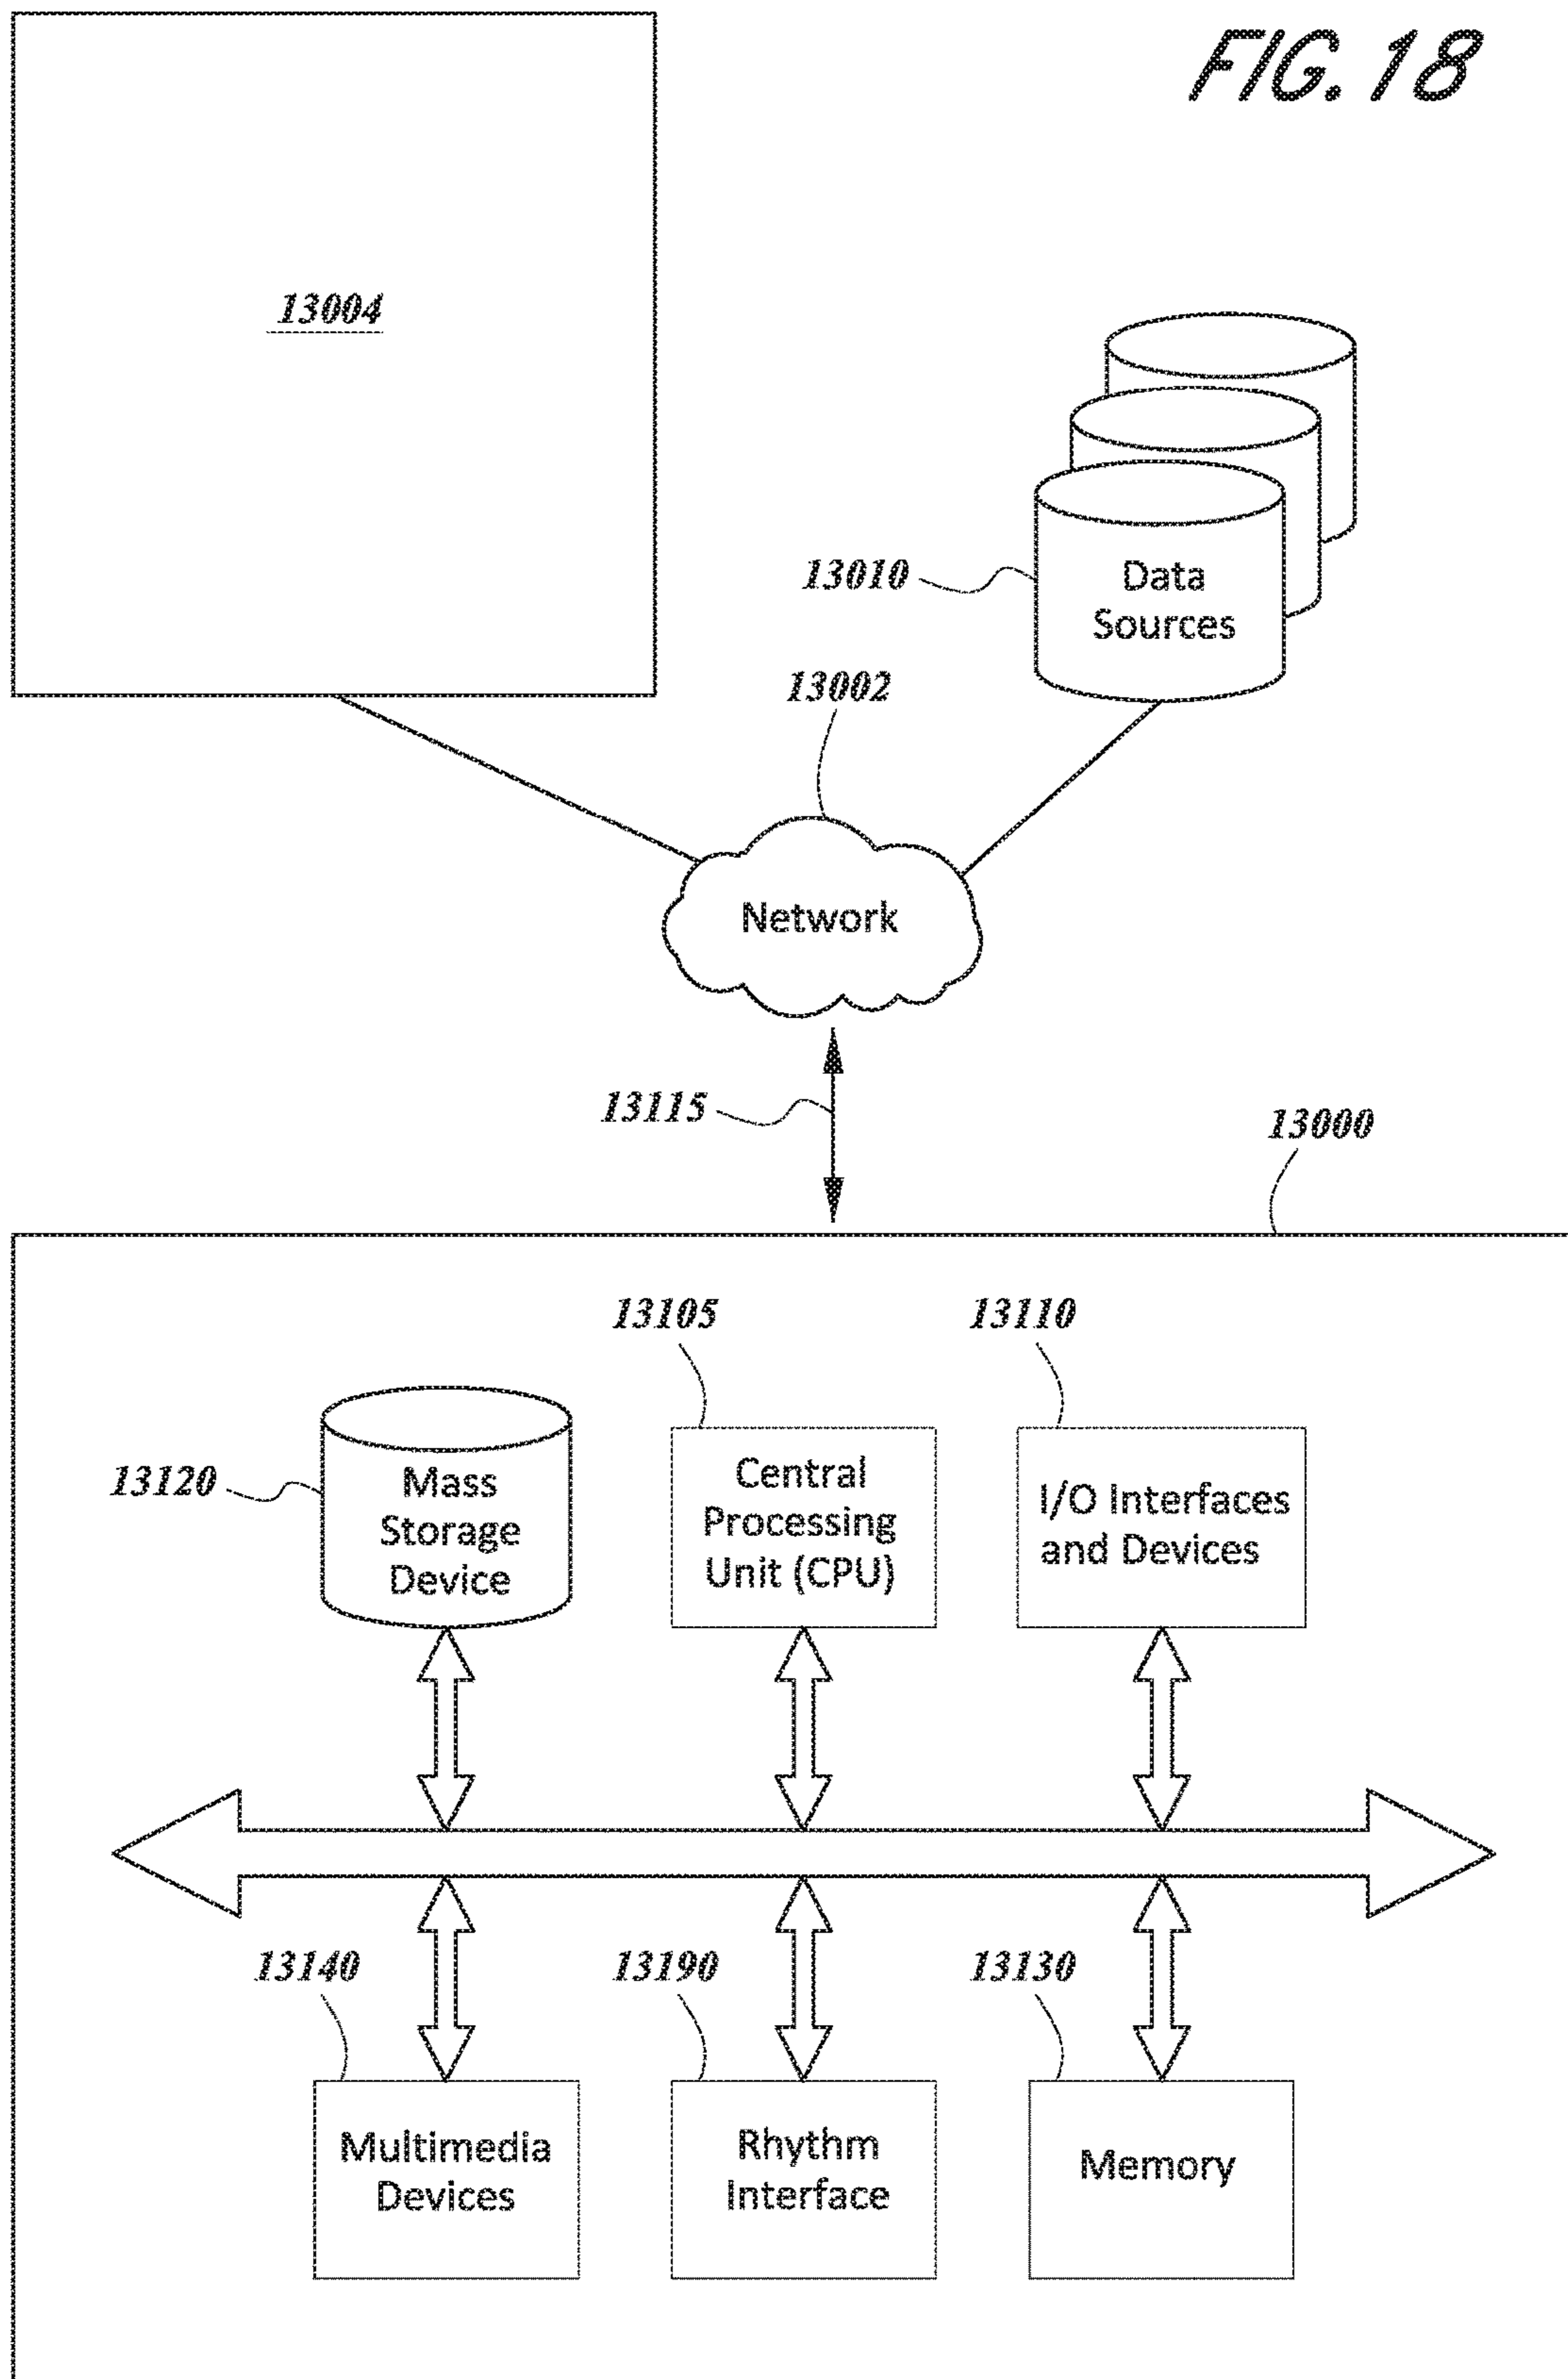 FIG. 18
13004
13010
Data
Sources
13002
Network
13115
13000
13105
13110
13120
Mass
Storage
Device
Central
Processing
Unit (CPU)
I/O Interfaces
and Devices
13140
13190
13130
Multimedia
Devices
Rhythm
Interface
Memory